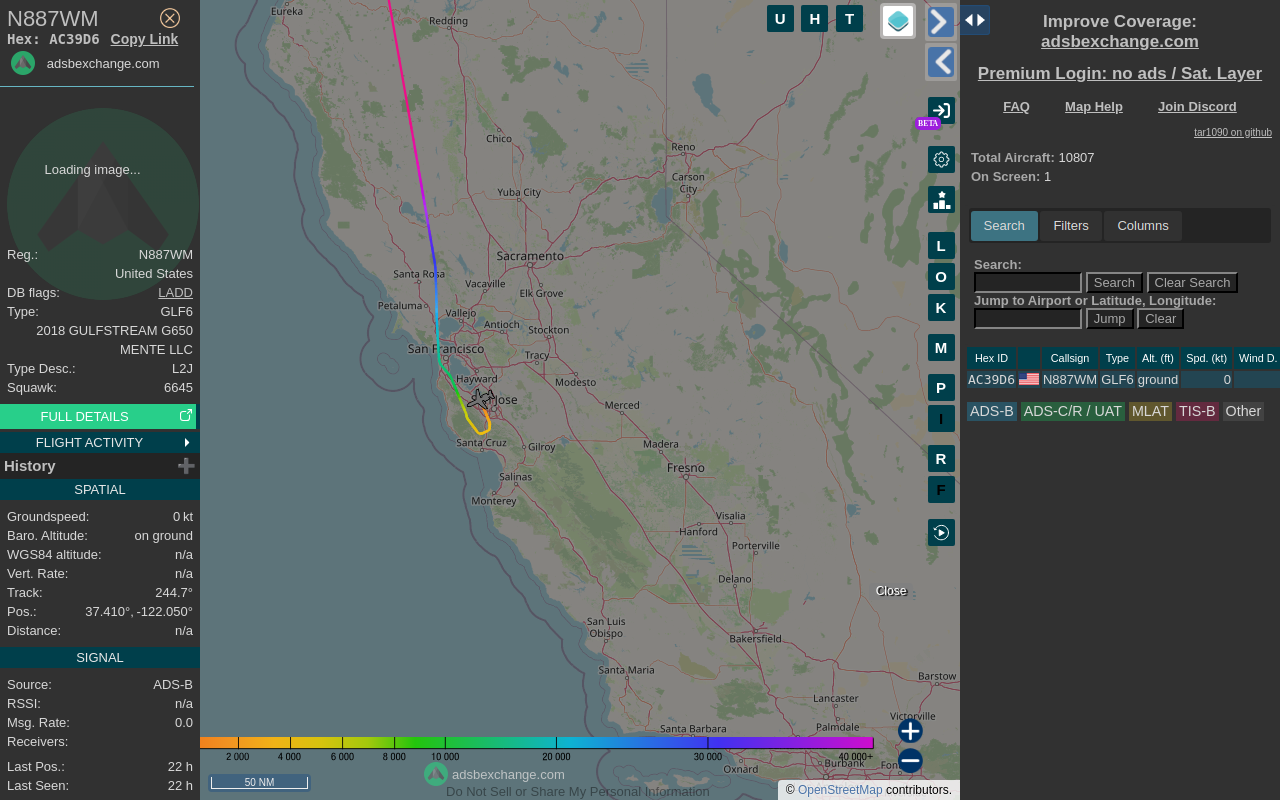 N887WM
Hex: AC39D6 Copy Link
adsbexchange.com
Loading image...
Reg.: N887WM
United States
DB flags: LADD
Type: GLF6
2018 GULFSTREAM G650
MENTE LLC
Type Desc.: L2J
Squawk: 6645
FULL DETAILS
FLIGHT ACTIVITY
History
SPATIAL
Groundspeed: 0 kt
Baro. Altitude: on ground
WGS84 altitude: n/a
Vert. Rate: n/a
Track: 244.7°
Pos.: 37.410°, -122.050°
Distance: n/a
SIGNAL
Source: ADS-B
RSSI: n/a
Msg. Rate: 0.0
Receivers:
Last Pos.: 22 h
Last Seen: 22 h
Eureka
Redding
Chico
Reno
Carson
City
Yuba City
Sacramento
Santa Rosa
Vacaville
Elk Grove
Petaluma
Vallejo
Antioch
Stockton
San Francisco
Tracy
Hayward
Modesto
Jose
Merced
Santa Cruz
Gilroy
Madera
Salinas
Fresno
Monterey
Visalia
Hanford
Porterville
Delano
San Luis
Obispo
Bakersfield
Santa Maria
Barstow
Lancaster
Victorville
Santa Barbara
Palmdale
Oxnard
Burbank
U H T
BETA
L
O
K
M
P
I
R
F
Close
2 000 4 000 6 000 8 000 10 000 20 000 30 000 40 000+
50 NM
adsbexchange.com
Do Not Sell or Share My Personal Information
© OpenStreetMap contributors.
Improve Coverage:
adsbexchange.com
Premium Login: no ads / Sat. Layer
FAQ Map Help Join Discord
tar1090 on github
Total Aircraft: 10807
On Screen: 1
Search Filters Columns
Search:
Search Clear Search
Jump to Airport or Latitude, Longitude:
Jump Clear
Hex ID Callsign Type Alt. (ft) Spd. (kt) Wind D.
AC39D6 N887WM GLF6 ground 0
ADS-B ADS-C/R / UAT MLAT TIS-B Other